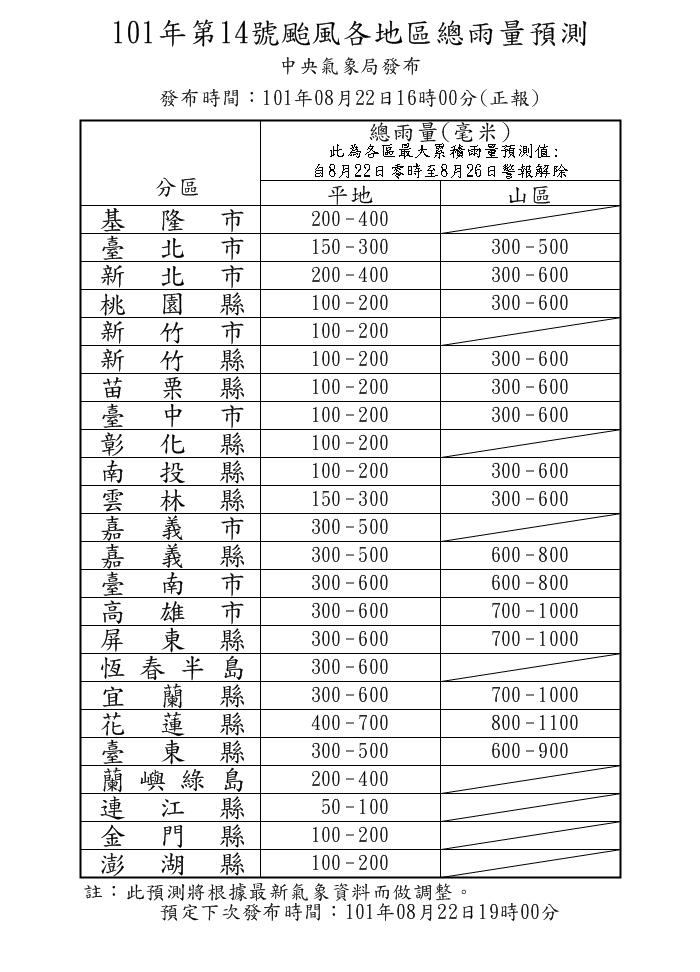 101年第14號颱風各地區總雨量預測
中央氣象局發布
發布時間：101年08月22日16時00分(正報)
分區
總雨量(毫米)
此為各區最大累積雨量預測值:
自8月22日零時至8月26日警報解除
平地 山區
基隆市 200-400
臺北市 150-300 300-500
新北市 200-400 300-600
桃園縣 100-200 300-600
新竹市 100-200
新竹縣 100-200 300-600
苗栗縣 100-200 300-600
臺中市 100-200 300-600
彰化縣 100-200
南投縣 100-200 300-600
雲林縣 150-300 300-600
嘉義市 300-500
嘉義縣 300-500 600-800
臺南市 300-600 600-800
高雄市 300-600 700-1000
屏東縣 300-600 700-1000
恆春半島 300-600
宜蘭縣 300-600 700-1000
花蓮縣 400-700 800-1100
臺東縣 300-500 600-900
蘭嶼綠島 200-400
連江縣 50-100
金門縣 100-200
澎湖縣 100-200
註：此預測將根據最新氣象資料而做調整。
預定下次發布時間：101年08月22日19時00分